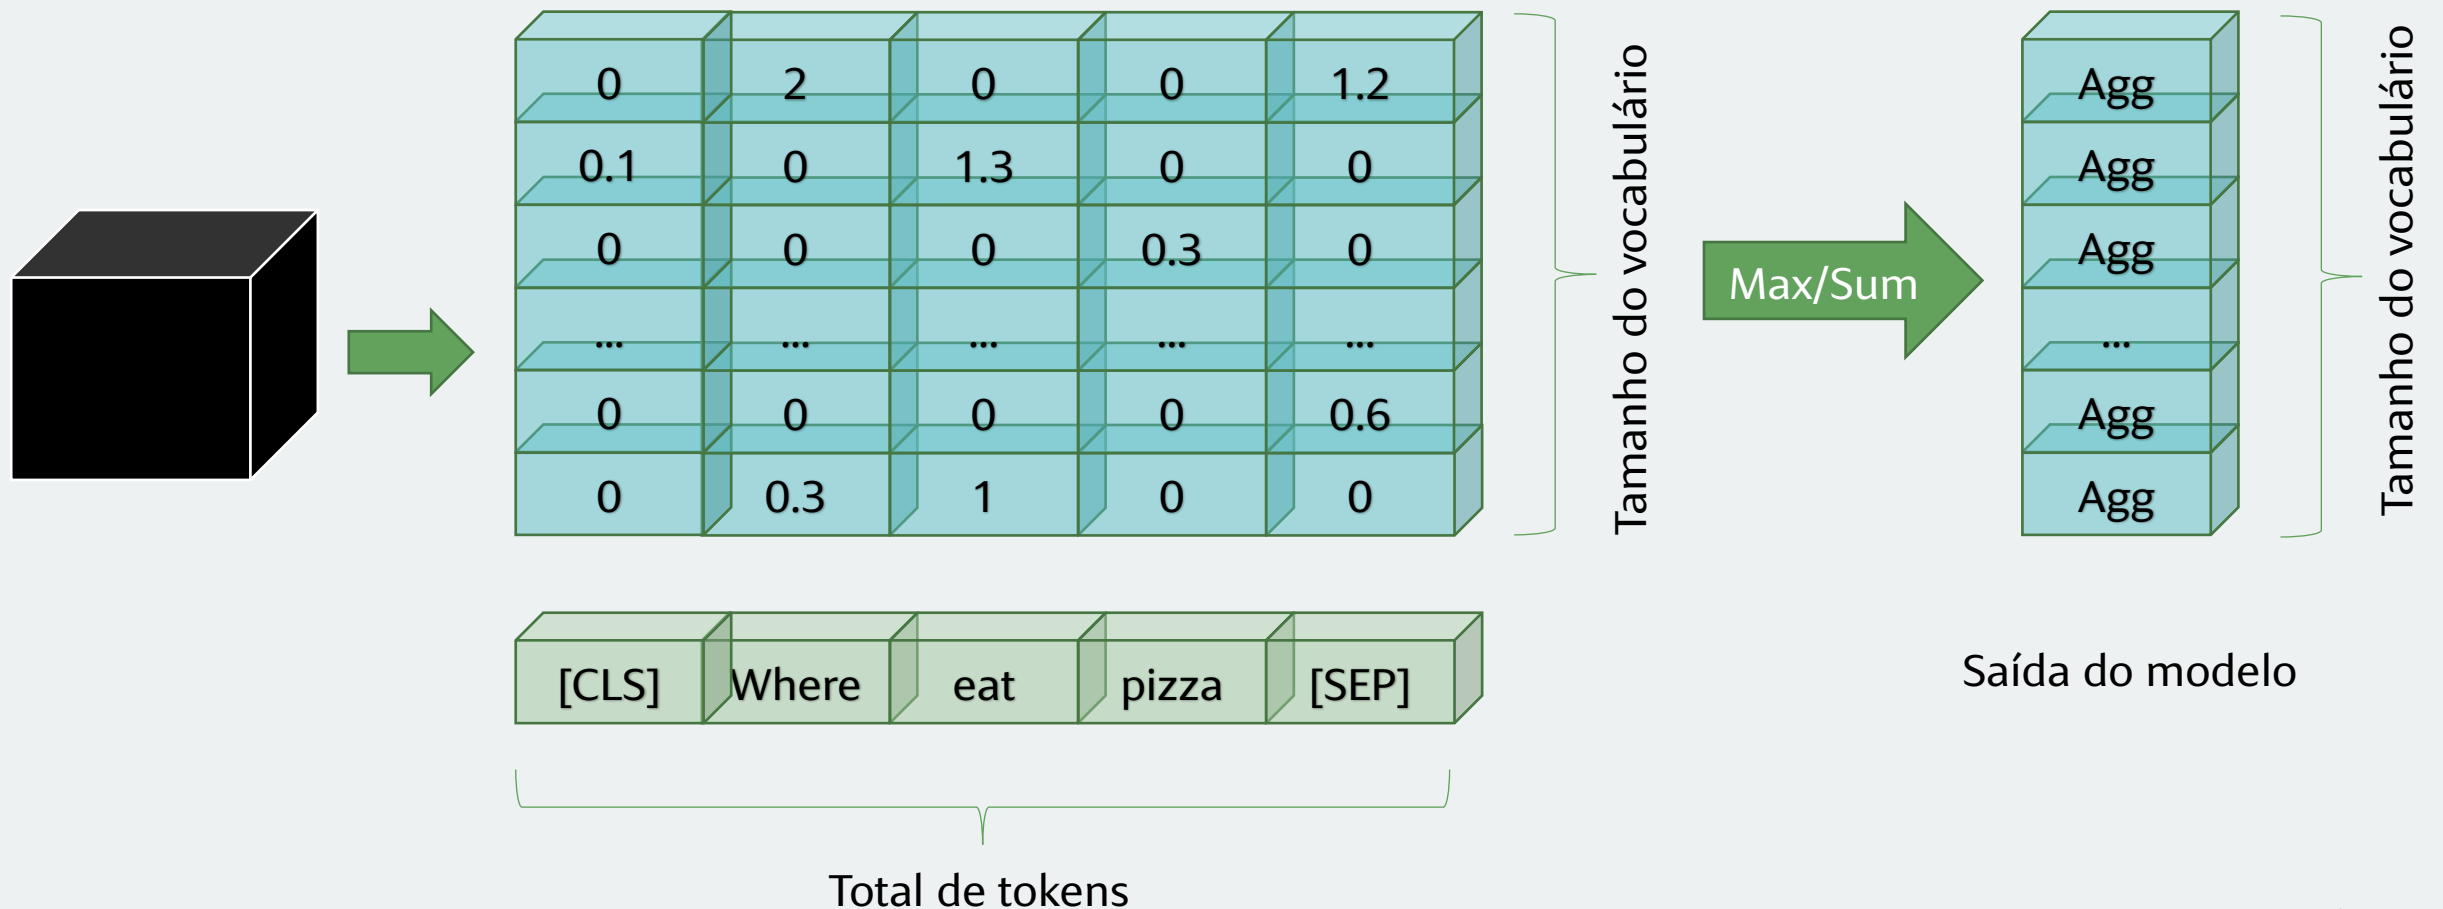 0 2 0 0 1.2
0.1 0 1.3 0 0
0 0 0 0.3 0
... ... ... ... ...
0 0 0 0 0.6
0 0.3 1 0 0
Tamanho do vocabulário
Max/Sum
Agg
Agg
Agg
...
Agg
Agg
Tamanho do vocabulário
[CLS] Where eat pizza [SEP]
Saída do modelo
Total de tokens